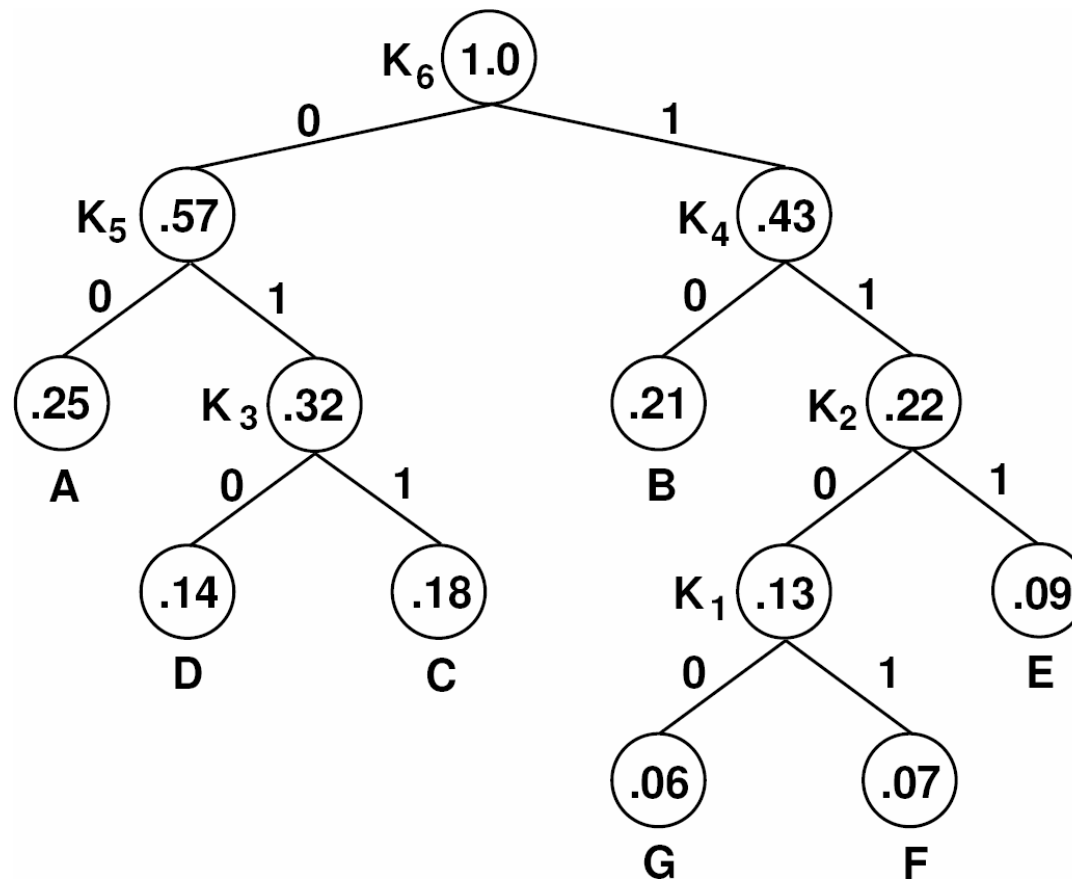 K6 1.0
0 1
K5 .57 K4 .43
0 1 0 1
.25 K3 .32 .21 K2 .22
A B
0 1 0 1
.14 .18 K1 .13 .09
D C 0 1 E
.06 .07
G F